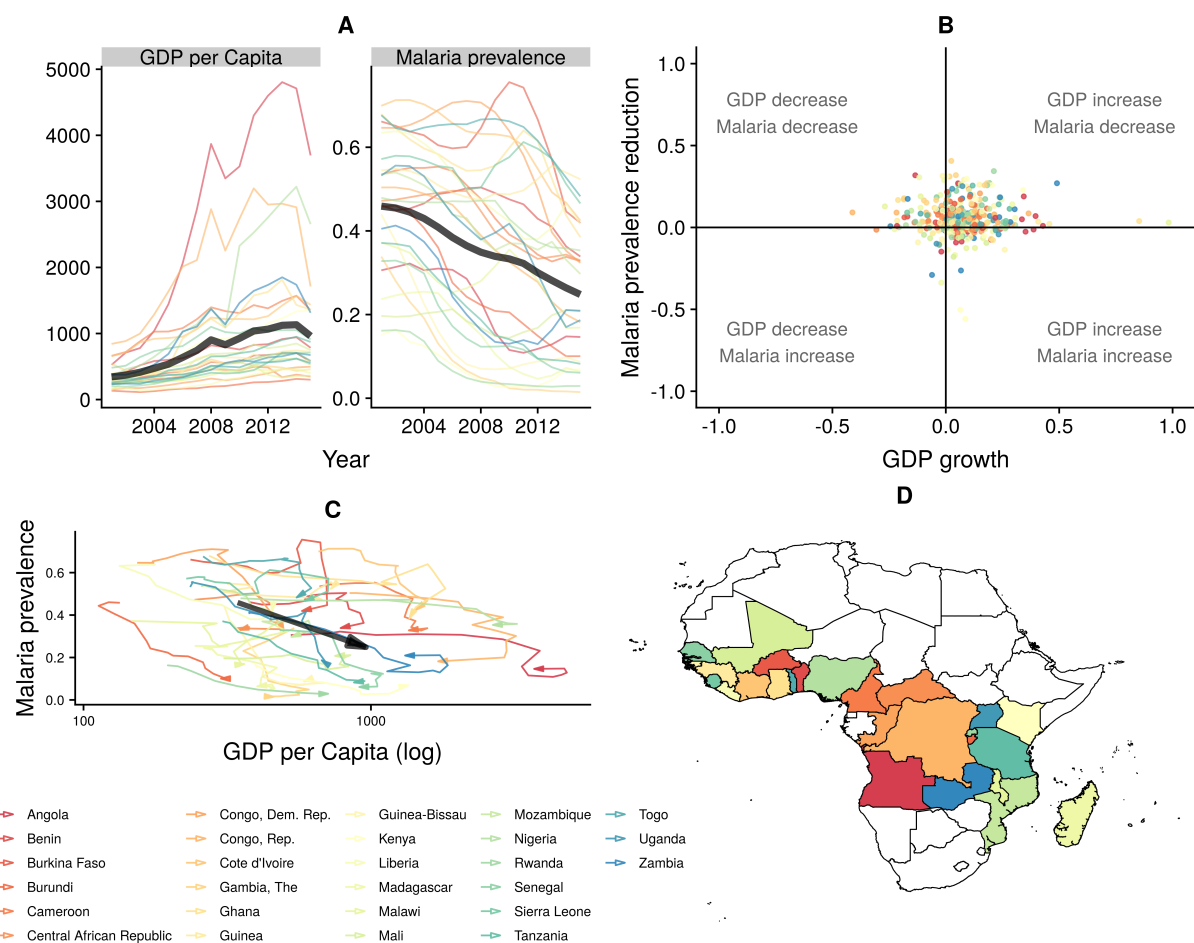 A
GDP per Capita
Malaria prevalence
5000
4000
3000
2000
1000
0
0.6
0.4
0.2
0.0
2004 2008 2012
2004 2008 2012
Year
B
Malaria prevalence reduction
1.0
0.5
0.0
-0.5
-1.0
GDP decrease
Malaria decrease
GDP increase
Malaria decrease
GDP decrease
Malaria increase
GDP increase
Malaria increase
-1.0 -0.5 0.0 0.5 1.0
GDP growth
C
Malaria prevalence
0.6
0.4
0.2
0.0
100 1000
GDP per Capita (log)
D
Angola
Benin
Burkina Faso
Burundi
Cameroon
Central African Republic
Congo, Dem. Rep.
Congo, Rep.
Cote d'Ivoire
Gambia, The
Ghana
Guinea
Guinea-Bissau
Kenya
Liberia
Madagascar
Malawi
Mali
Mozambique
Nigeria
Rwanda
Senegal
Sierra Leone
Tanzania
Togo
Uganda
Zambia